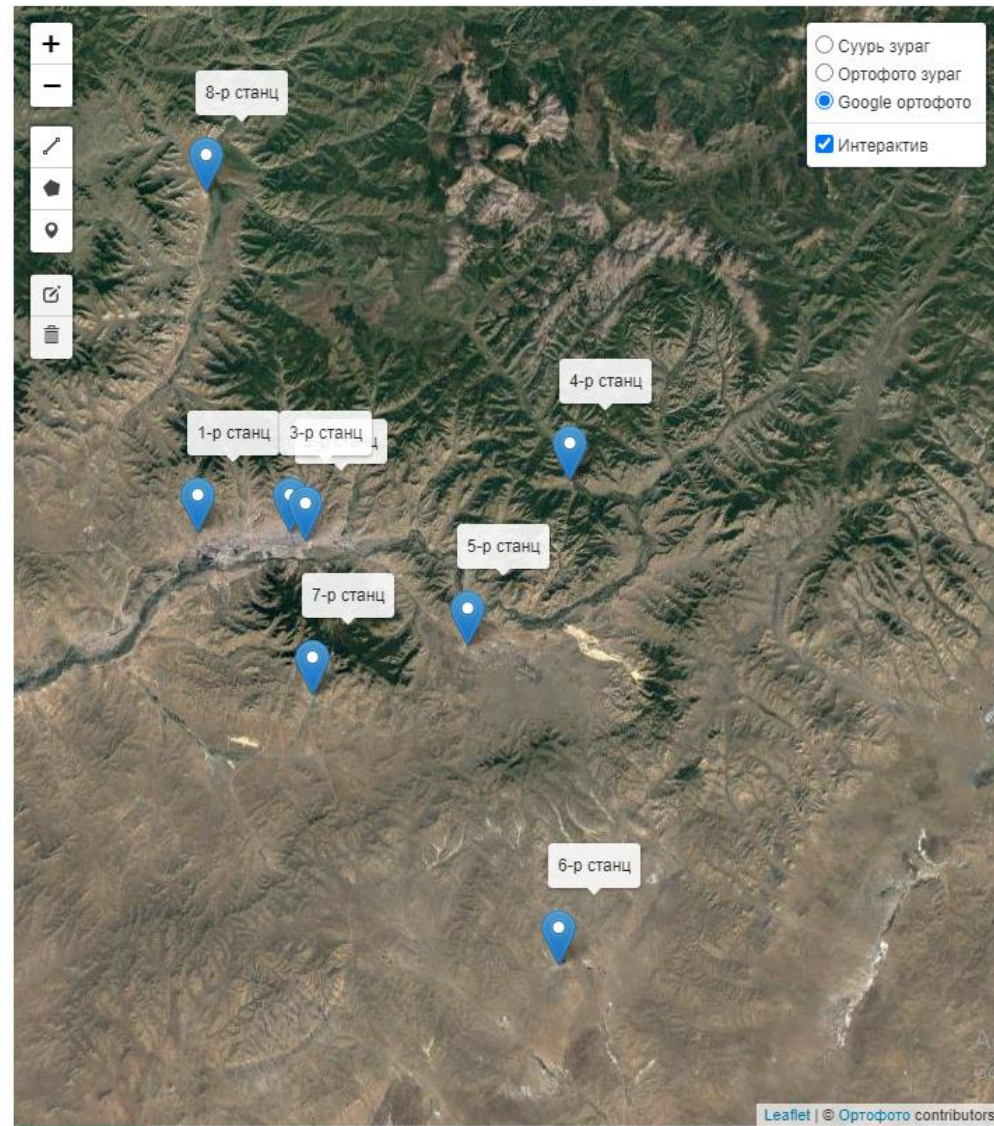 +
−
Суурь зураг
Ортофото зураг
Google ортофото
Интерактив
8-р станц
4-р станц
1-р станц
3-р станц
5-р станц
7-р станц
6-р станц
Leaflet | © Ортофото contributors